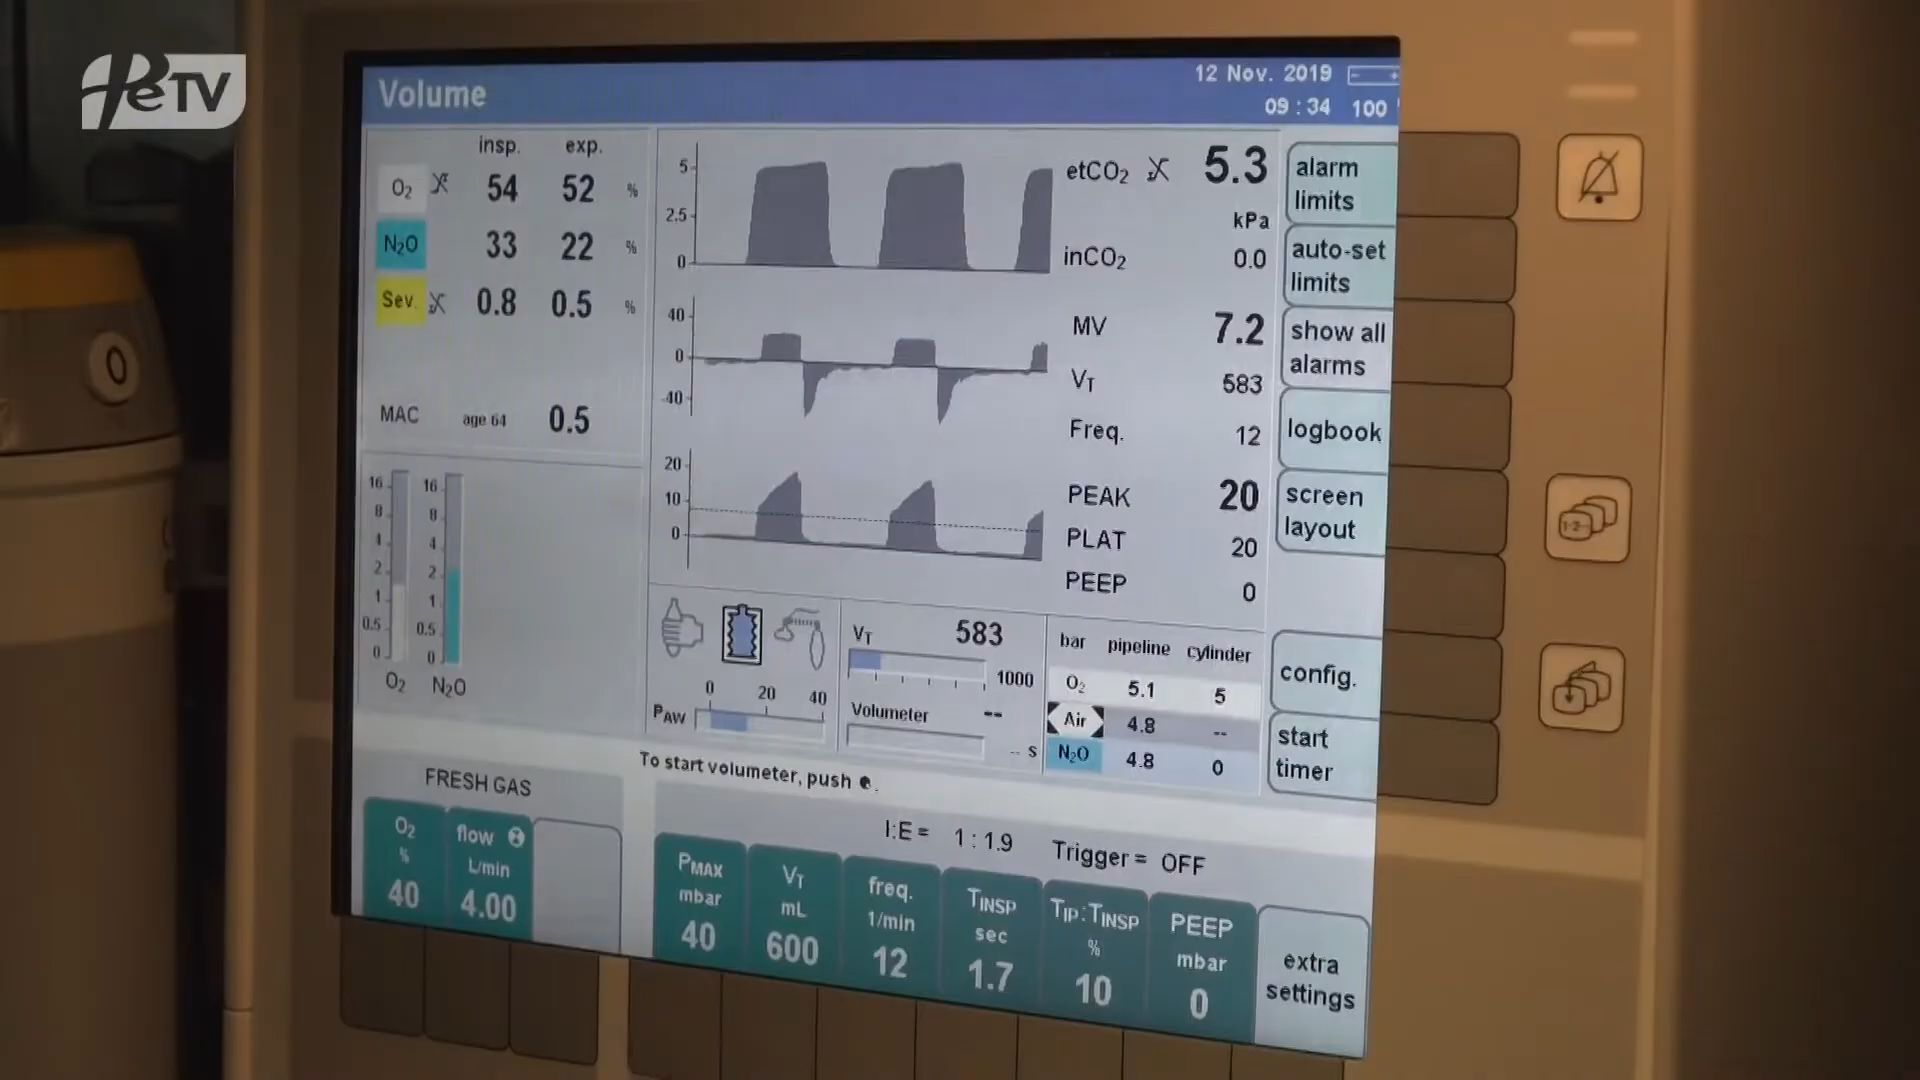 HeTV
Volume
12 Nov. 2019
09 : 34 100
insp. exp.
O₂ 54 52 %
N₂O 33 22 %
Sev. 0.8 0.5 %
MAC age 64 0.5
16 16
8 8
4 4
2 2
1 1
0.5 0.5
0 0
O₂ N₂O
5
2.5
0
40
0
-40
20
10
0
etCO₂ 5.3
kPa
inCO₂ 0.0
MV 7.2
VT 583
Freq. 12
PEAK 20
PLAT 20
PEEP 0
alarm
limits
auto-set
limits
show all
alarms
logbook
screen
layout
config.
start
timer
0 20 40
PAW
VT 583
1000
Volumeter --
-- s
bar pipeline cylinder
O₂ 5.1 5
Air 4.8 --
N₂O 4.8 0
To start volumeter, push ●.
FRESH GAS
O₂
%
40
flow
L/min
4.00
I:E = 1 : 1.9 Trigger = OFF
PMAX
mbar
40
VT
mL
600
freq.
1/min
12
TINSP
sec
1.7
TIP:TINSP
%
10
PEEP
mbar
0
extra
settings
0
1-2-